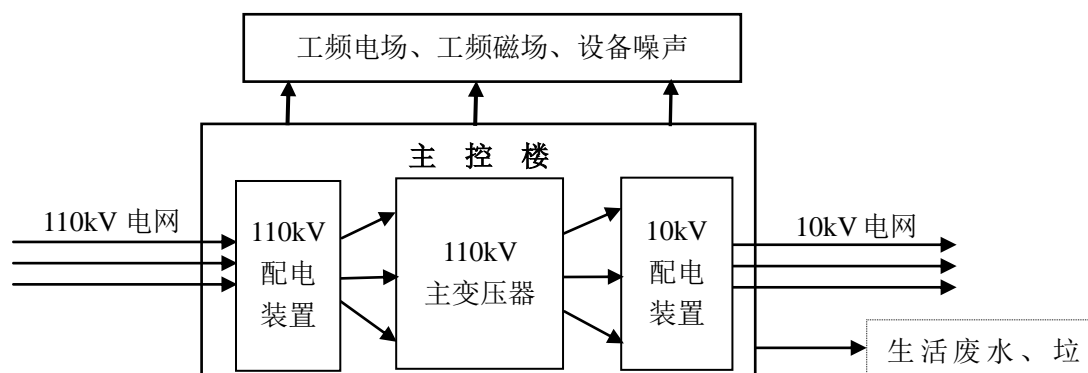 工频电场、工频磁场、设备噪声
主 控 楼
110kV 电网
110kV
配电
装置
110kV
主变压器
10kV
配电
装置
10kV 电网
生活废水、垃